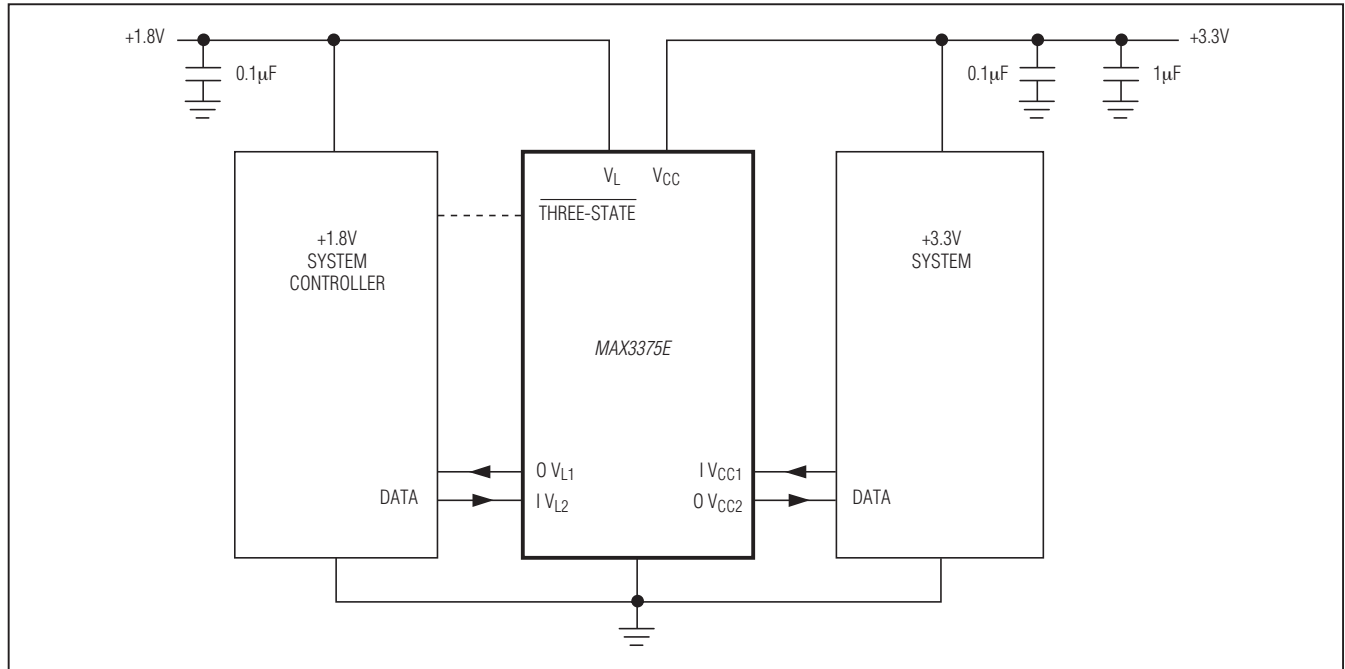 +1.8V
+3.3V
0.1µF
0.1µF
1µF
V_L
V_CC
THREE-STATE
+1.8V
SYSTEM
CONTROLLER
+3.3V
SYSTEM
MAX3375E
O V_L1
I V_CC1
DATA
I V_L2
O V_CC2
DATA